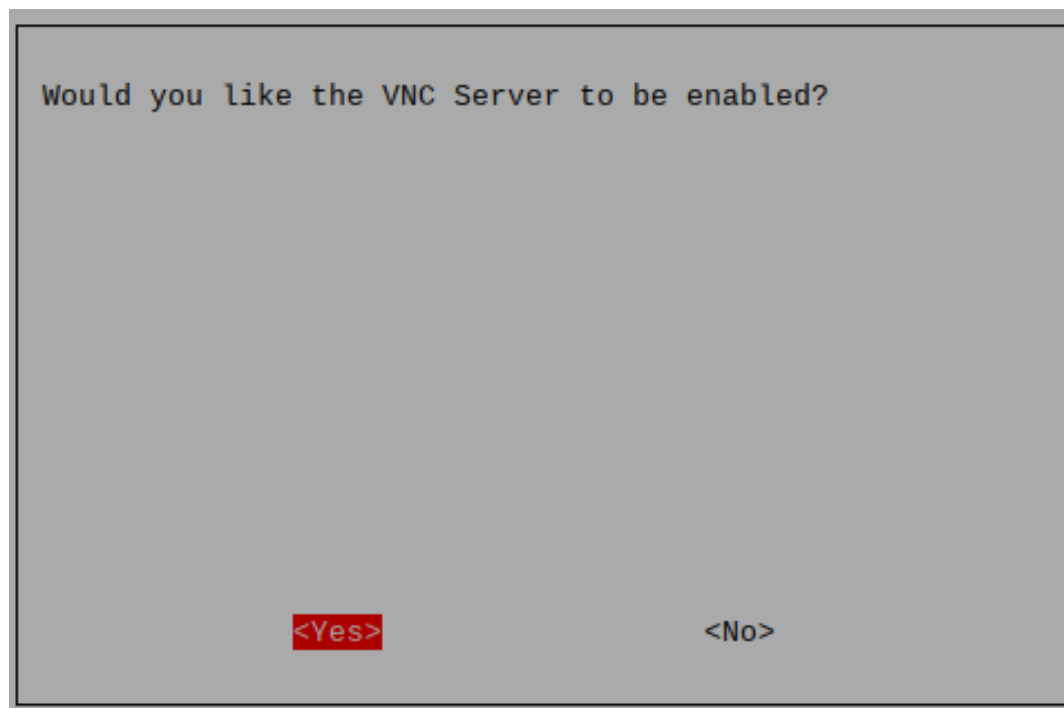 Would you like the VNC Server to be enabled?
<Yes> <No>